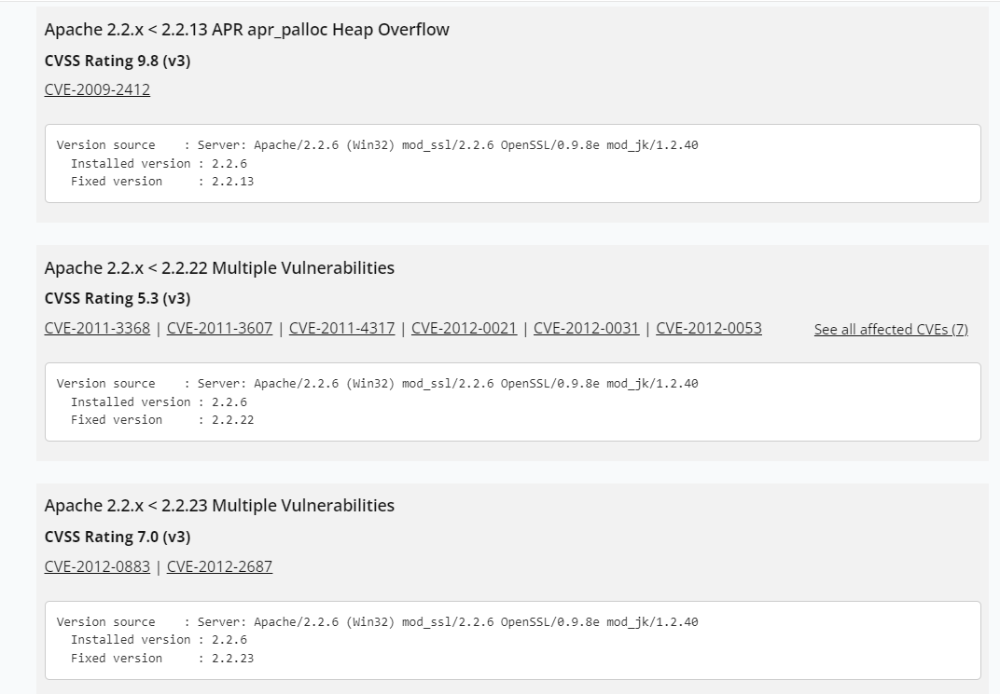 Apache 2.2.x < 2.2.13 APR apr_palloc Heap Overflow
CVSS Rating 9.8 (v3)
CVE-2009-2412
Version source    : Server: Apache/2.2.6 (Win32) mod_ssl/2.2.6 OpenSSL/0.9.8e mod_jk/1.2.40
Installed version : 2.2.6
Fixed version     : 2.2.13
Apache 2.2.x < 2.2.22 Multiple Vulnerabilities
CVSS Rating 5.3 (v3)
CVE-2011-3368 | CVE-2011-3607 | CVE-2011-4317 | CVE-2012-0021 | CVE-2012-0031 | CVE-2012-0053 See all affected CVEs (7)
Version source    : Server: Apache/2.2.6 (Win32) mod_ssl/2.2.6 OpenSSL/0.9.8e mod_jk/1.2.40
Installed version : 2.2.6
Fixed version     : 2.2.22
Apache 2.2.x < 2.2.23 Multiple Vulnerabilities
CVSS Rating 7.0 (v3)
CVE-2012-0883 | CVE-2012-2687
Version source    : Server: Apache/2.2.6 (Win32) mod_ssl/2.2.6 OpenSSL/0.9.8e mod_jk/1.2.40
Installed version : 2.2.6
Fixed version     : 2.2.23